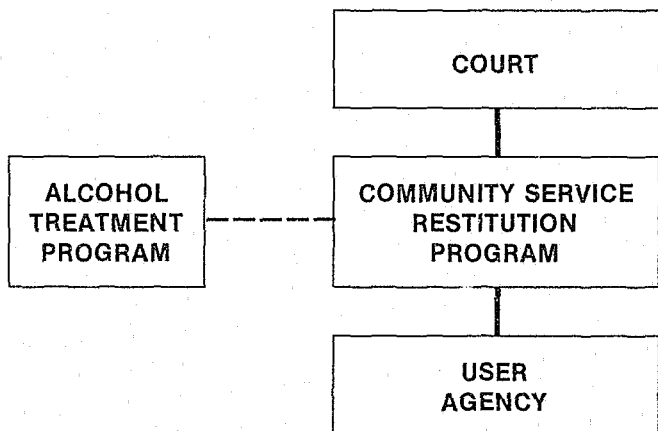 COURT
ALCOHOL
TREATMENT
PROGRAM
COMMUNITY SERVICE
RESTITUTION
PROGRAM
USER
AGENCY